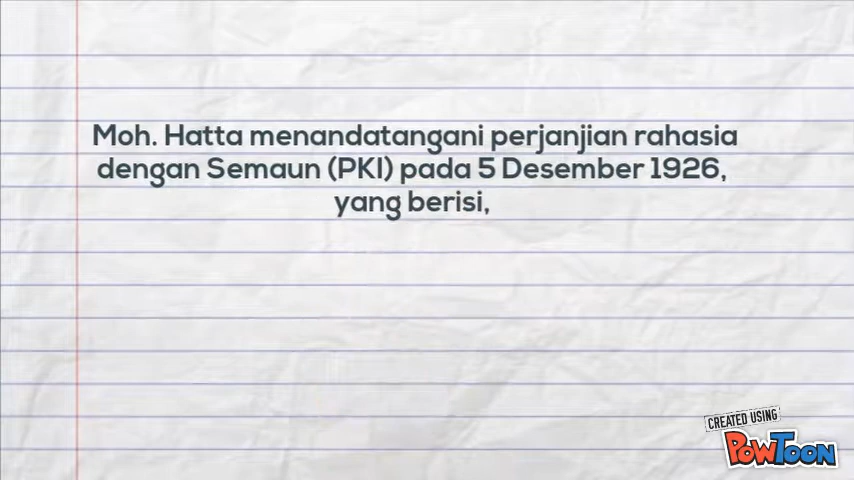 Moh. Hatta menandatangani perjanjian rahasia
dengan Semaun (PKI) pada 5 Desember 1926,
yang berisi,
CREATED USING
POWTOON